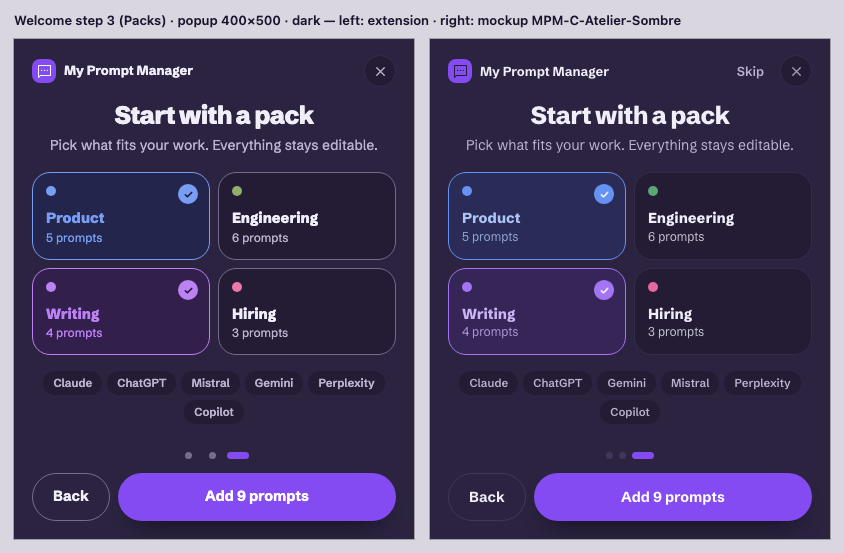 Welcome step 3 (Packs) · popup 400×500 · dark — left: extension · right: mockup MPM-C-Atelier-Sombre
My Prompt Manager
Start with a pack
Pick what fits your work. Everything stays editable.
Product
5 prompts
Engineering
6 prompts
Writing
4 prompts
Hiring
3 prompts
Claude ChatGPT Mistral Gemini Perplexity
Copilot
Back
Add 9 prompts
My Prompt Manager
Skip
Start with a pack
Pick what fits your work. Everything stays editable.
Product
5 prompts
Engineering
6 prompts
Writing
4 prompts
Hiring
3 prompts
Claude ChatGPT Gemini Mistral Perplexity
Copilot
Back
Add 9 prompts